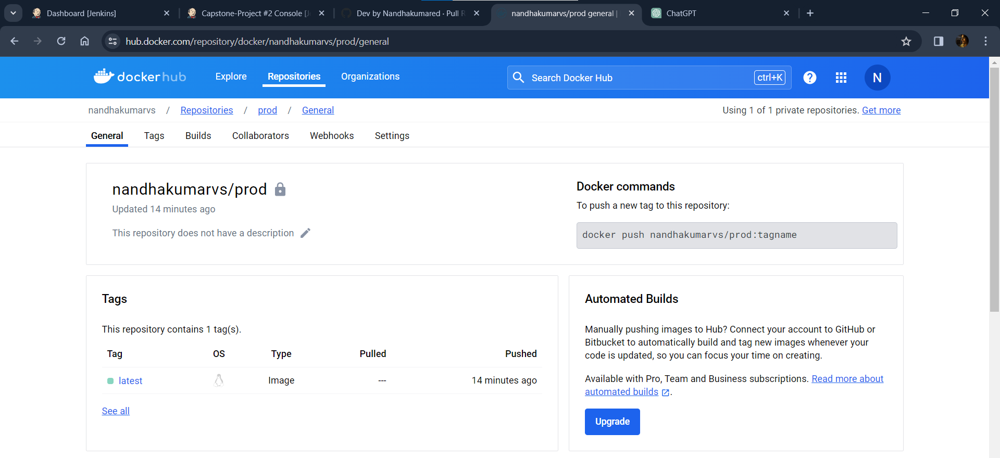 Dashboard [Jenkins]
Capstone-Project #2 Console [J
Dev by Nandhakumared · Pull R
nandhakumarvs/prod general |
ChatGPT
hub.docker.com/repository/docker/nandhakumarvs/prod/general
dockerhub
Explore
Repositories
Organizations
Search Docker Hub
ctrl+K
?
N
nandhakumarvs / Repositories / prod / General
Using 1 of 1 private repositories. Get more
General
Tags
Builds
Collaborators
Webhooks
Settings
nandhakumarvs/prod
Updated 14 minutes ago
This repository does not have a description
Docker commands
To push a new tag to this repository:
docker push nandhakumarvs/prod:tagname
Tags
This repository contains 1 tag(s).
Tag OS Type Pulled Pushed
latest Image --- 14 minutes ago
See all
Automated Builds
Manually pushing images to Hub? Connect your account to GitHub or
Bitbucket to automatically build and tag new images whenever your
code is updated, so you can focus your time on creating.
Available with Pro, Team and Business subscriptions. Read more about
automated builds .
Upgrade